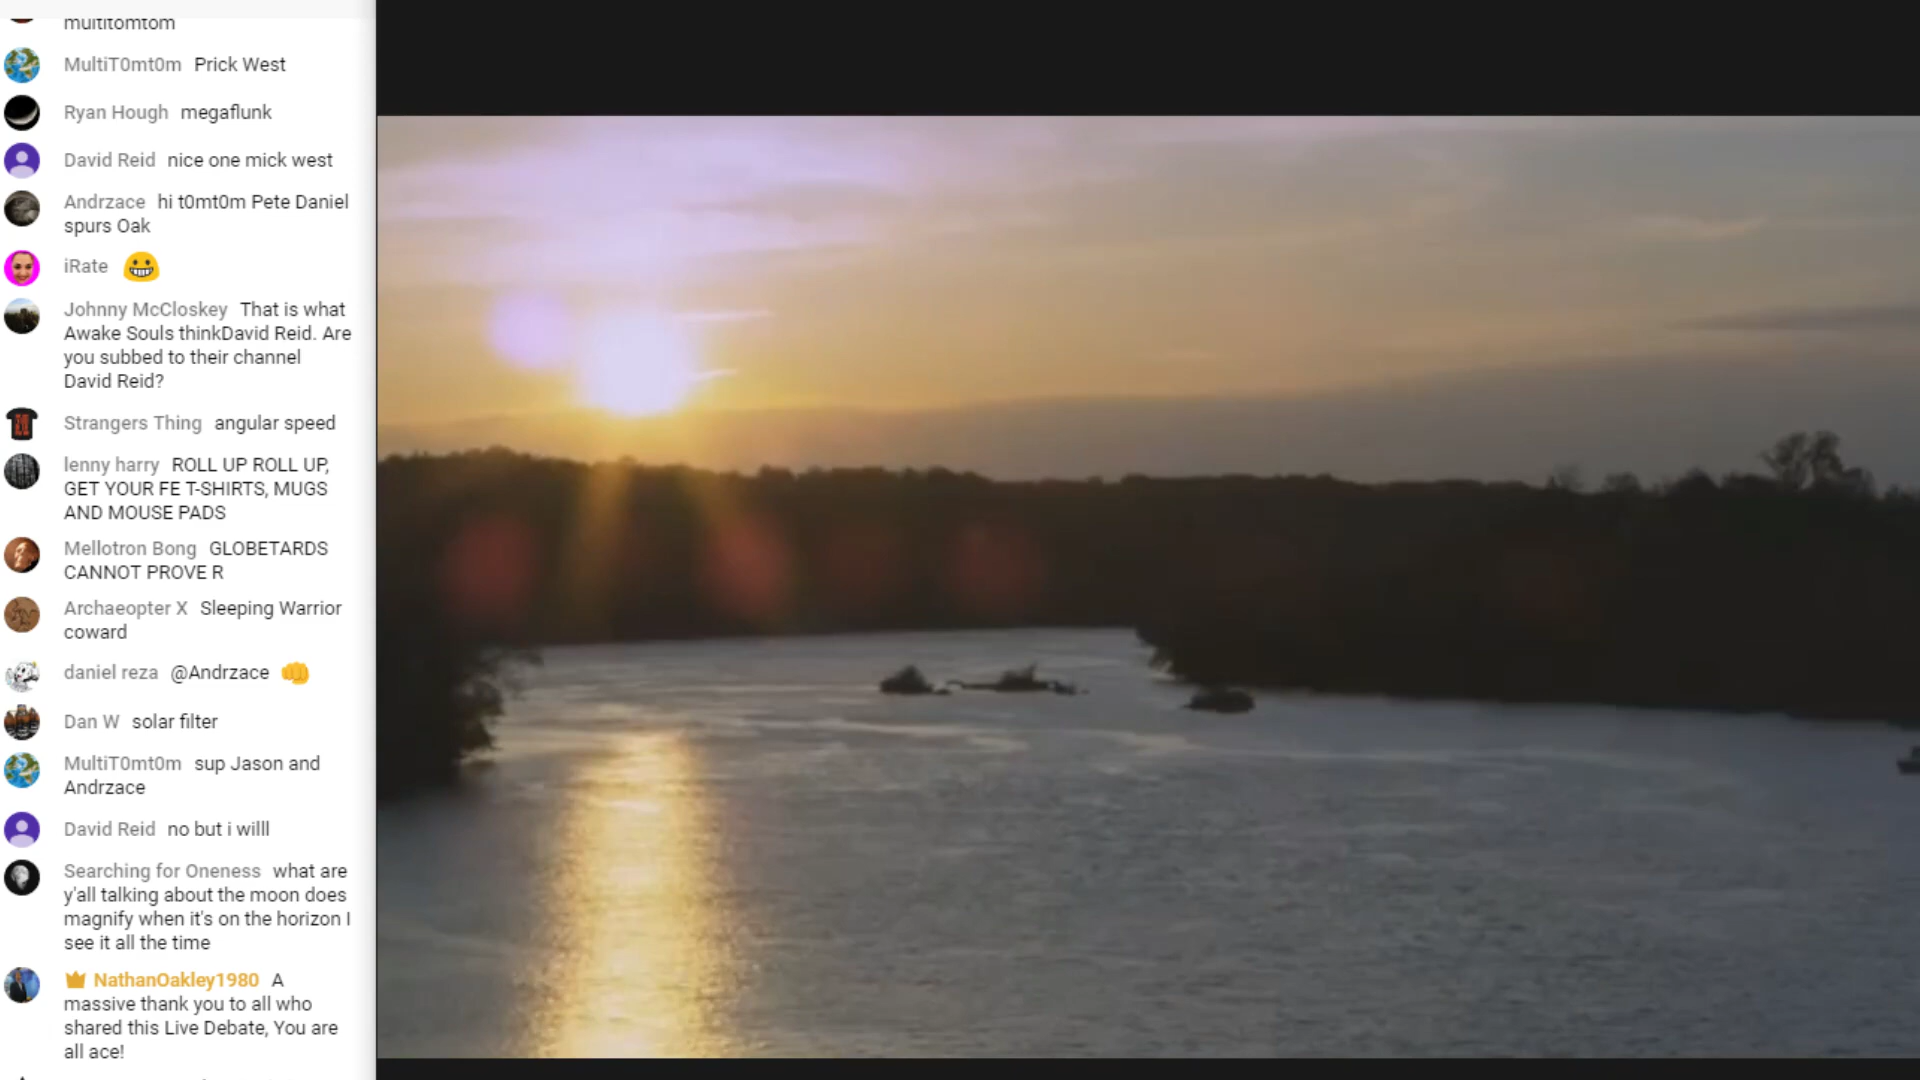 multitomtom
MultiT0mt0m Prick West
Ryan Hough megaflunk
David Reid nice one mick west
Andrzace hi t0mt0m Pete Daniel
spurs Oak
iRate
Johnny McCloskey That is what
Awake Souls thinkDavid Reid. Are
you subbed to their channel
David Reid?
Strangers Thing angular speed
lenny harry ROLL UP ROLL UP,
GET YOUR FE T-SHIRTS, MUGS
AND MOUSE PADS
Mellotron Bong GLOBETARDS
CANNOT PROVE R
Archaeopter X Sleeping Warrior
coward
daniel reza @Andrzace
Dan W solar filter
MultiT0mt0m sup Jason and
Andrzace
David Reid no but i willl
Searching for Oneness what are
y'all talking about the moon does
magnify when it's on the horizon I
see it all the time
NathanOakley1980 A
massive thank you to all who
shared this Live Debate, You are
all ace!